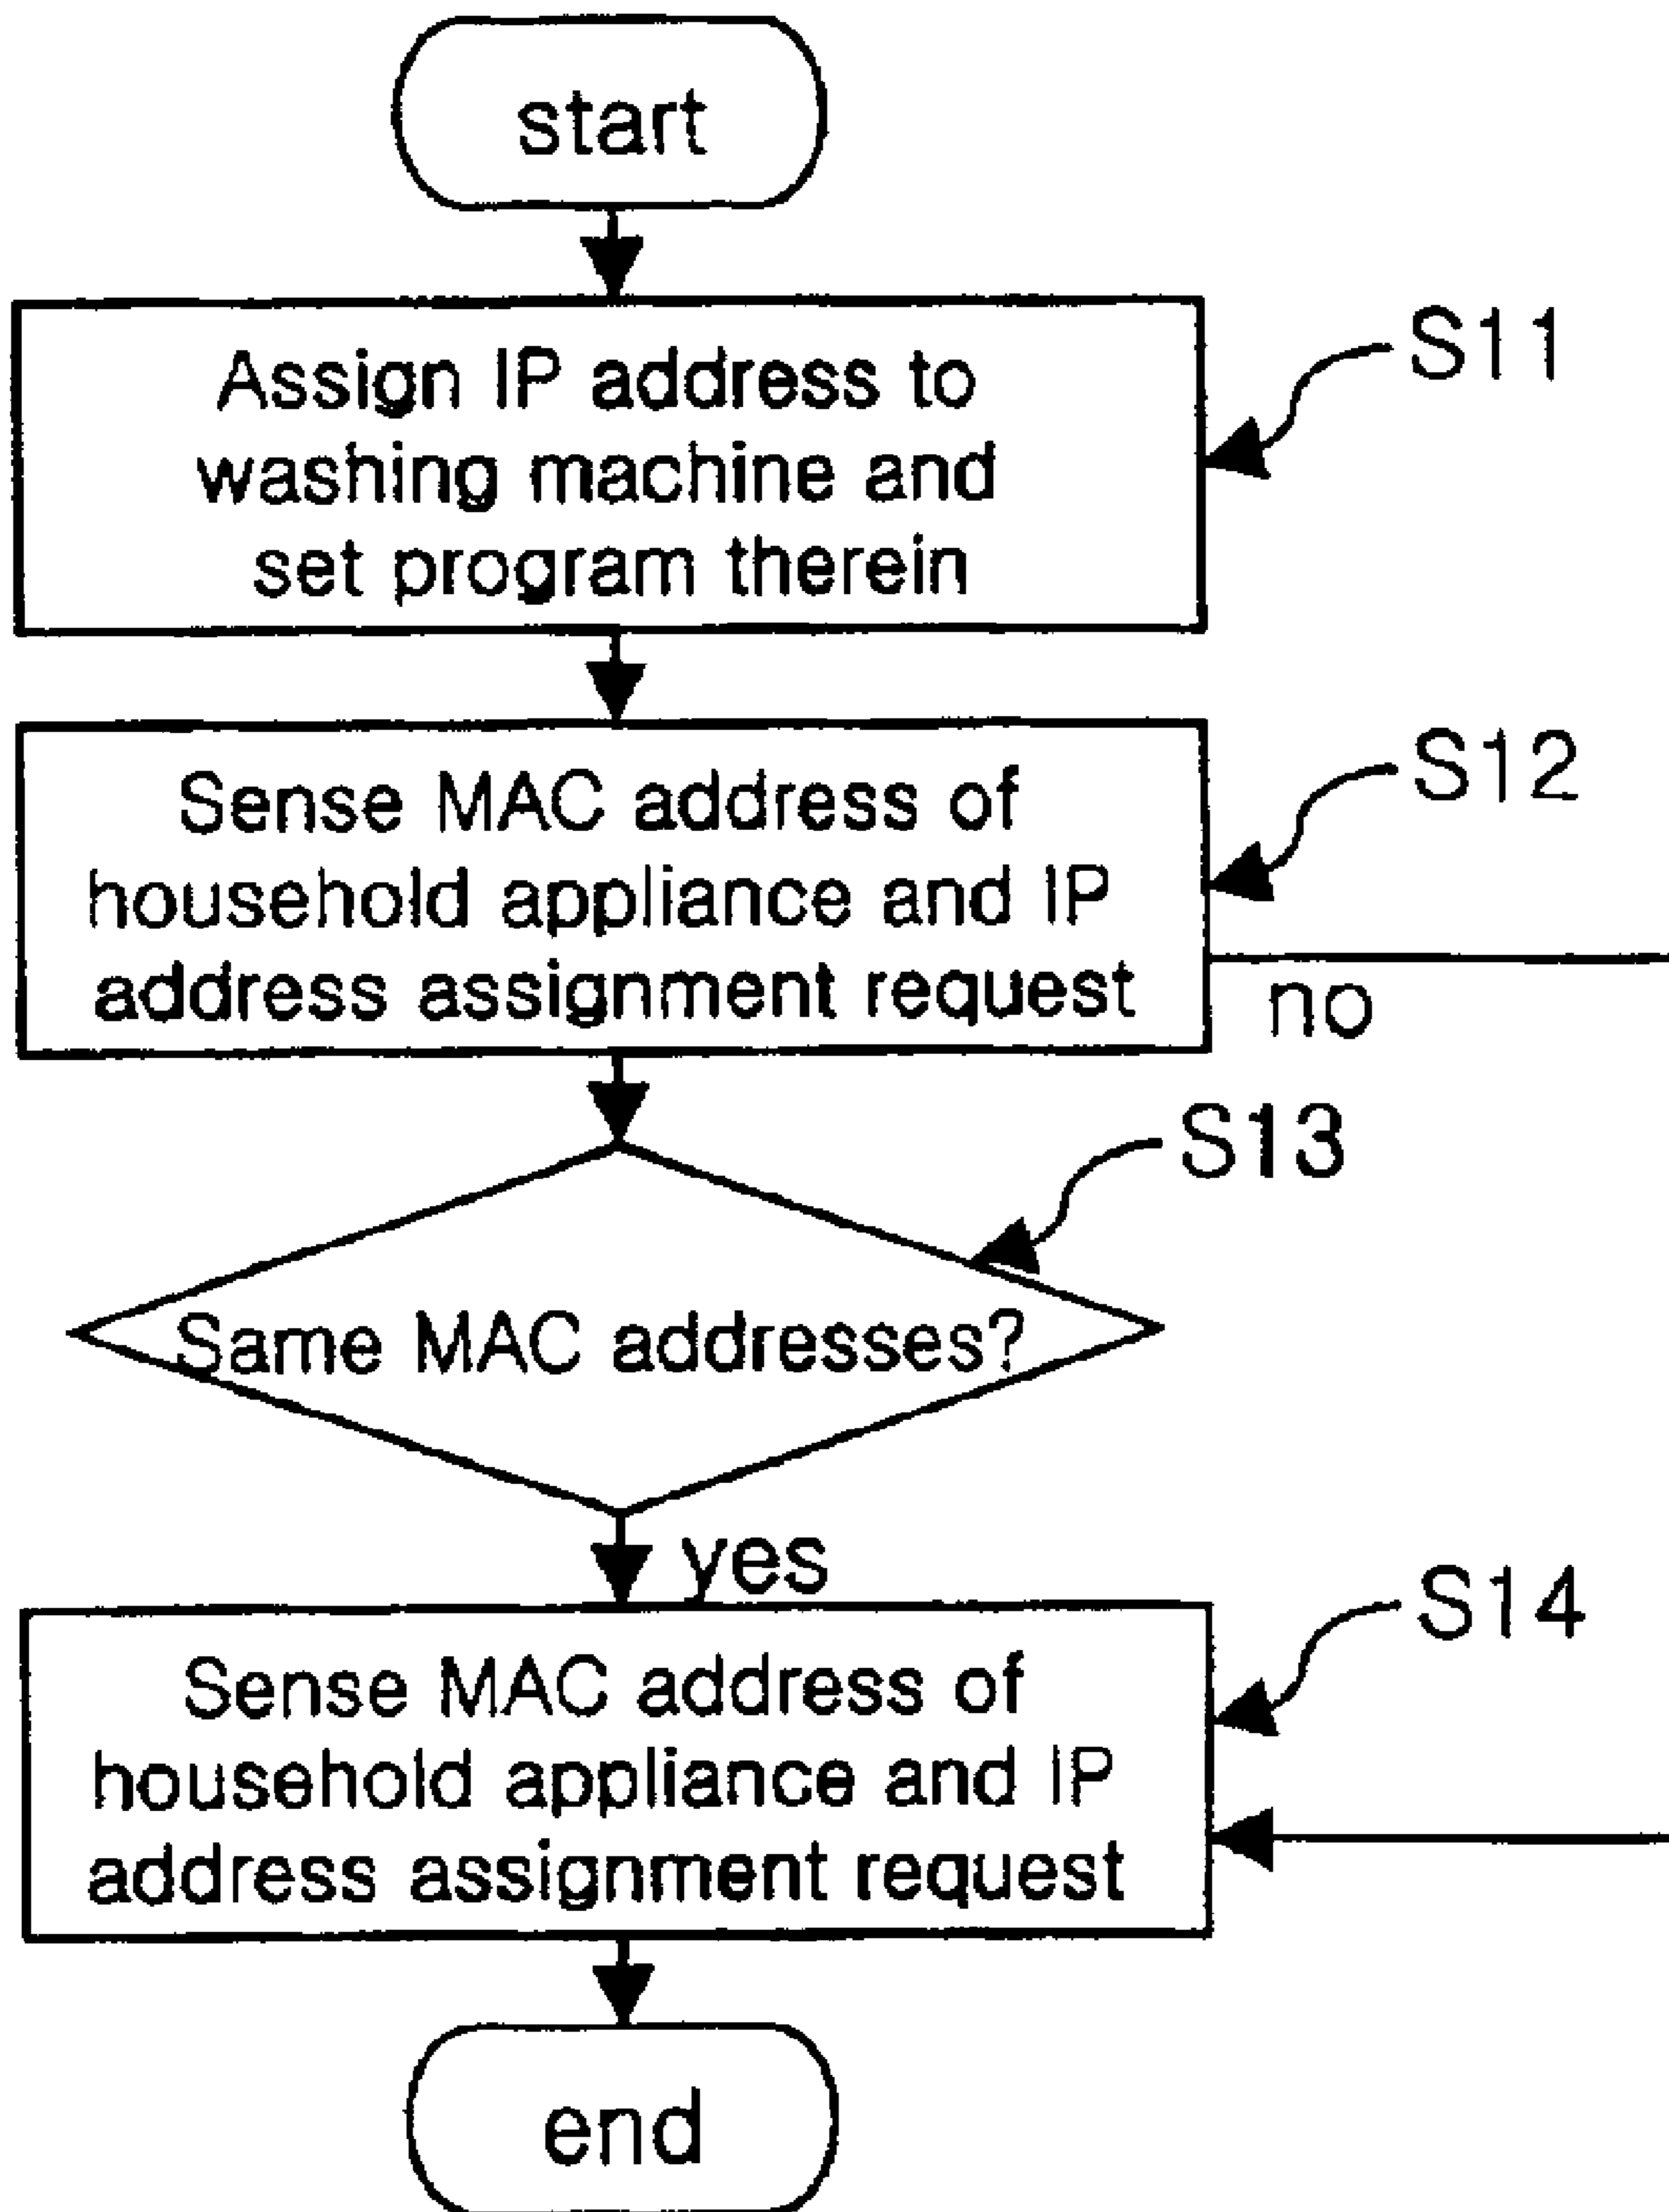 start
Assign IP address to
washing machine and
set program therein
S11
Sense MAC address of
household appliance and IP
address assignment request
S12
no
S13
Same MAC addresses?
yes
Sense MAC address of
household appliance and IP
address assignment request
S14
end